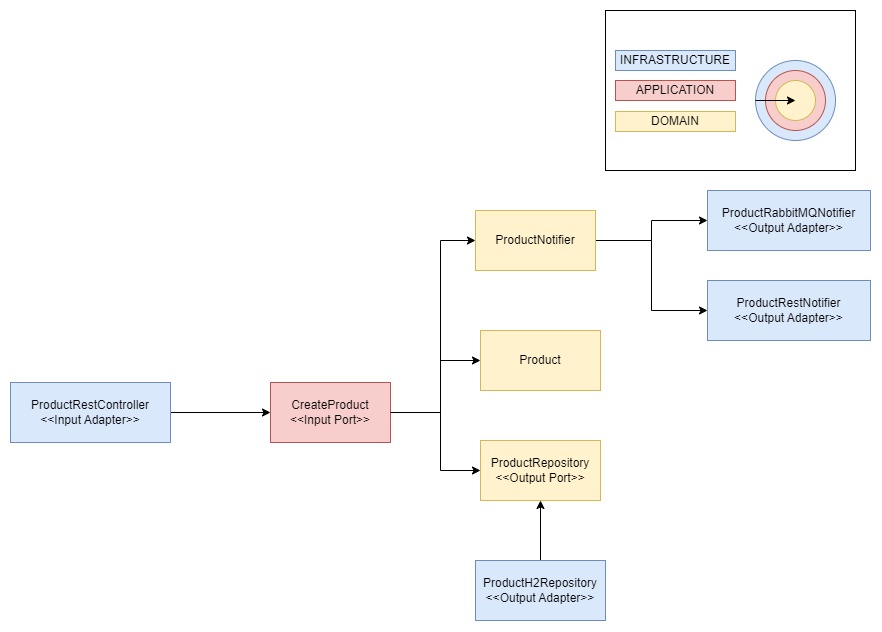 INFRASTRUCTURE
APPLICATION
DOMAIN
ProductRabbitMQNotifier
<<Output Adapter>>
ProductNotifier
ProductRestNotifier
<<Output Adapter>>
Product
ProductRestController
<<Input Adapter>>
CreateProduct
<<Input Port>>
ProductRepository
<<Output Port>>
ProductH2Repository
<<Output Adapter>>